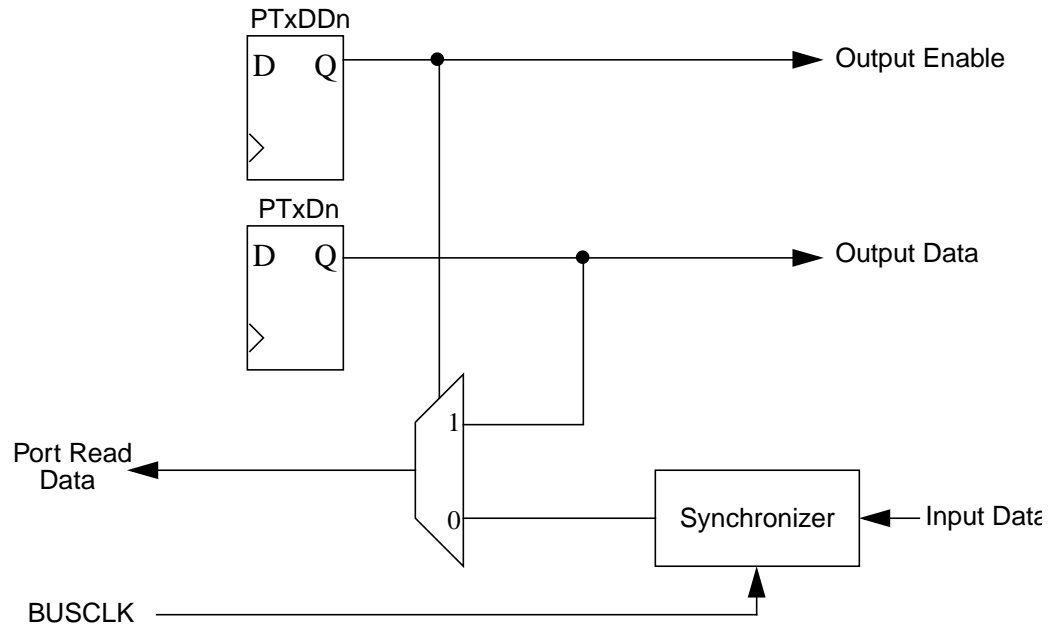 PTxDDn
D Q
Output Enable
PTxDn
D Q
Output Data
1
Port Read
Data
0
Synchronizer
Input Data
BUSCLK